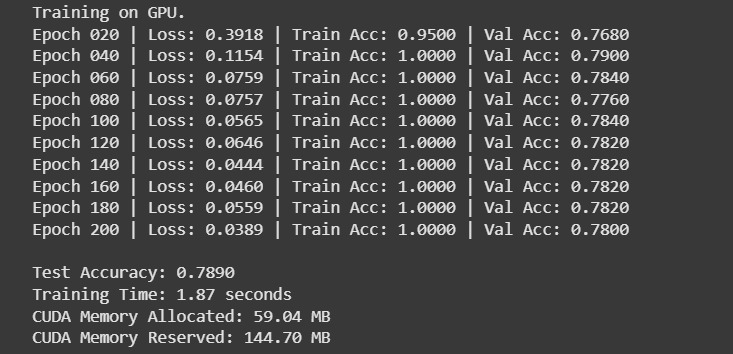 Training on GPU.
Epoch 020 | Loss: 0.3918 | Train Acc: 0.9500 | Val Acc: 0.7680
Epoch 040 | Loss: 0.1154 | Train Acc: 1.0000 | Val Acc: 0.7900
Epoch 060 | Loss: 0.0759 | Train Acc: 1.0000 | Val Acc: 0.7840
Epoch 080 | Loss: 0.0757 | Train Acc: 1.0000 | Val Acc: 0.7760
Epoch 100 | Loss: 0.0565 | Train Acc: 1.0000 | Val Acc: 0.7840
Epoch 120 | Loss: 0.0646 | Train Acc: 1.0000 | Val Acc: 0.7820
Epoch 140 | Loss: 0.0444 | Train Acc: 1.0000 | Val Acc: 0.7820
Epoch 160 | Loss: 0.0460 | Train Acc: 1.0000 | Val Acc: 0.7820
Epoch 180 | Loss: 0.0559 | Train Acc: 1.0000 | Val Acc: 0.7820
Epoch 200 | Loss: 0.0389 | Train Acc: 1.0000 | Val Acc: 0.7800
Test Accuracy: 0.7890
Training Time: 1.87 seconds
CUDA Memory Allocated: 59.04 MB
CUDA Memory Reserved: 144.70 MB